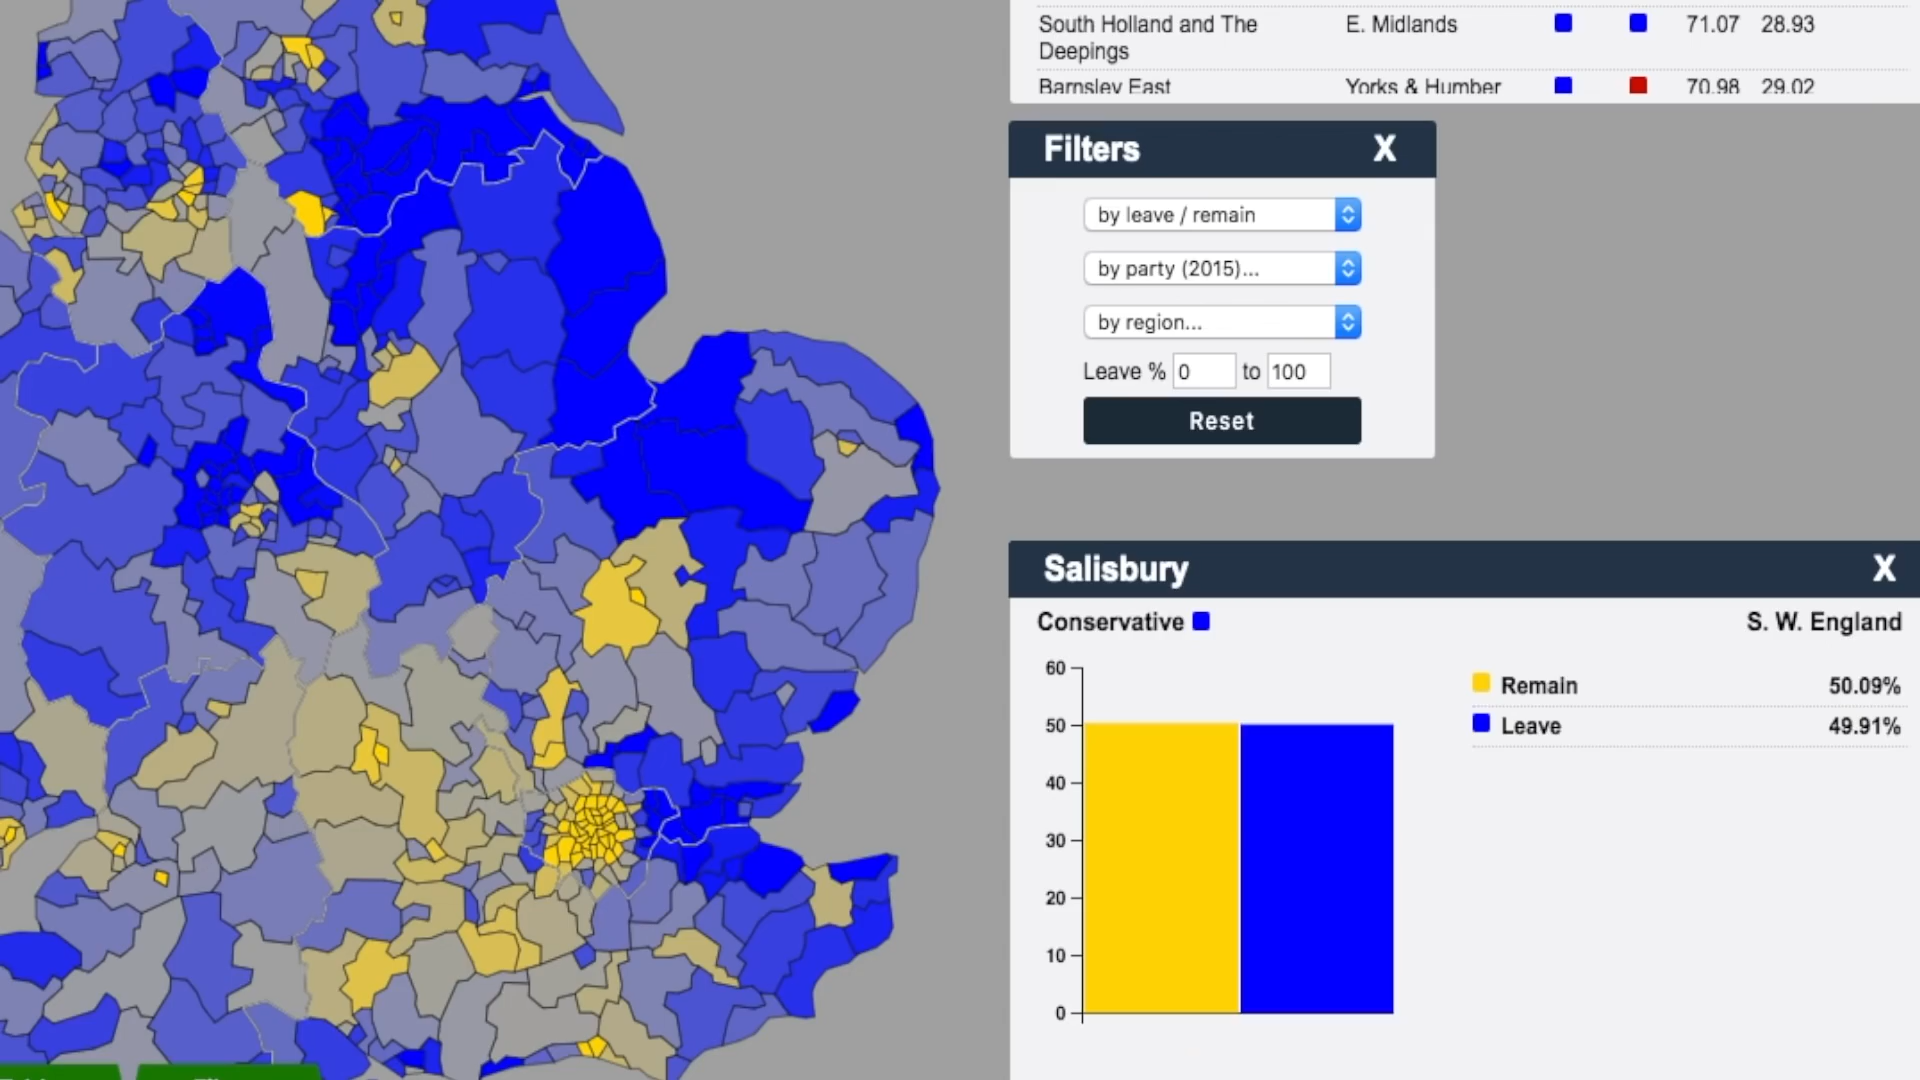 South Holland and The E. Midlands 71.07 28.93
Deepings
Barnsley East Yorks & Humber 70.98 29.02
Filters X
by leave / remain
by party (2015)...
by region...
Leave % 0 to 100
Reset
Salisbury X
Conservative S. W. England
60
50
40
30
20
10
0
Remain 50.09%
Leave 49.91%